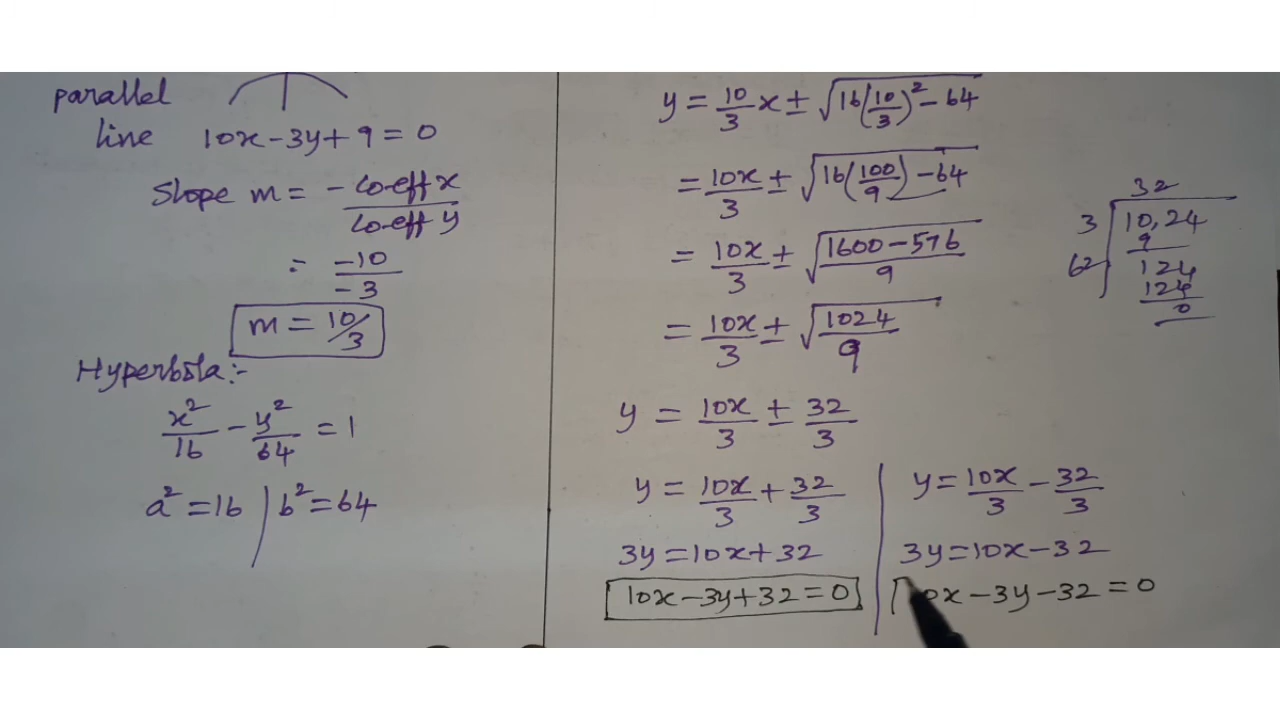 parallel
line 10x-3y+9=0
Slope m = -co-eff x / co-eff y
= -10 / -3
m = 10/3
Hyperbola:-
x²/16 - y²/64 = 1
a²=16 / b²=64
y = 10/3 x ± √16(10/3)²-64
= 10x/3 ± √16(100/9)-64
= 10x/3 ± √1600-576/9
= 10x/3 ± √1024/9
y = 10x/3 ± 32/3
y = 10x/3 + 32/3
3y = 10x+32
10x-3y+32=0
y = 10x/3 - 32/3
3y = 10x-32
10x-3y-32=0
32
3 10,24
9
62 124
124
0